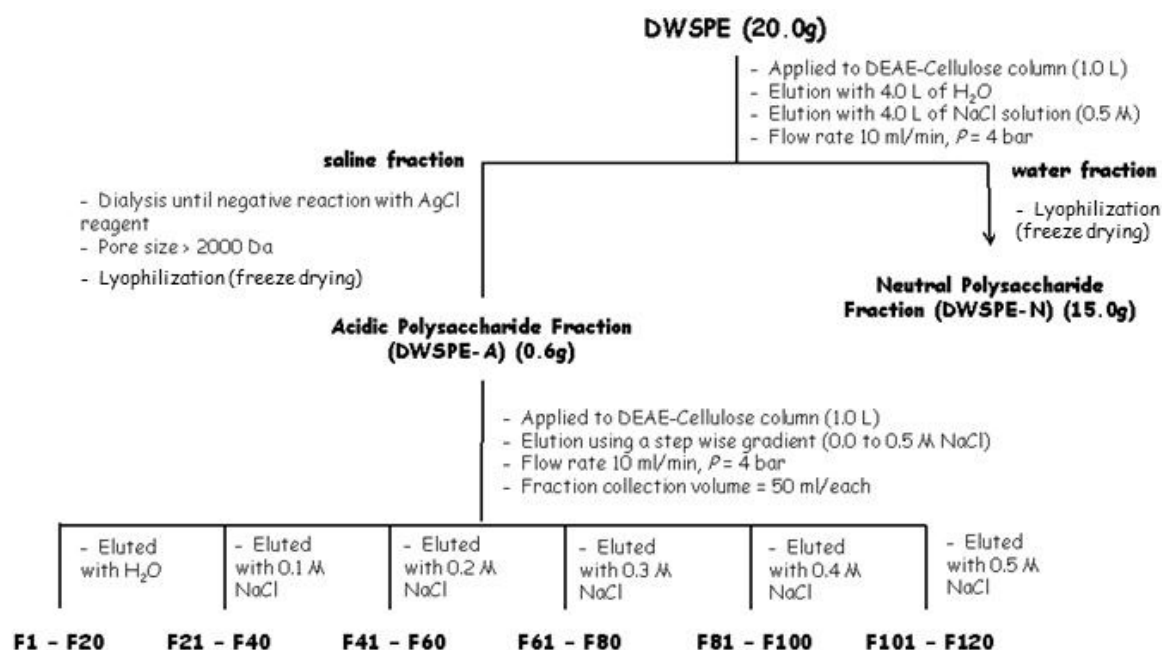 DWSPE (20.0g)
- Applied to DEAE-Cellulose column (1.0 L)
- Elution with 4.0 L of H₂O
- Elution with 4.0 L of NaCl solution (0.5 M)
- Flow rate 10 ml/min, P = 4 bar
saline fraction
- Dialysis until negative reaction with AgCl
reagent
- Pore size > 2000 Da
- Lyophilization (freeze drying)
water fraction
- Lyophilization
(freeze drying)
Neutral Polysaccharide
Fraction (DWSPE-N) (15.0g)
Acidic Polysaccharide Fraction
(DWSPE-A) (0.6g)
- Applied to DEAE-Cellulose column (1.0 L)
- Elution using a step wise gradient (0.0 to 0.5 M NaCl)
- Flow rate 10 ml/min, P = 4 bar
- Fraction collection volume = 50 ml/each
- Eluted
with H₂O
- Eluted
with 0.1 M
NaCl
- Eluted
with 0.2 M
NaCl
- Eluted
with 0.3 M
NaCl
- Eluted
with 0.4 M
NaCl
- Eluted
with 0.5 M
NaCl
F1 - F20
F21 - F40
F41 - F60
F61 - F80
F81 - F100
F101 - F120